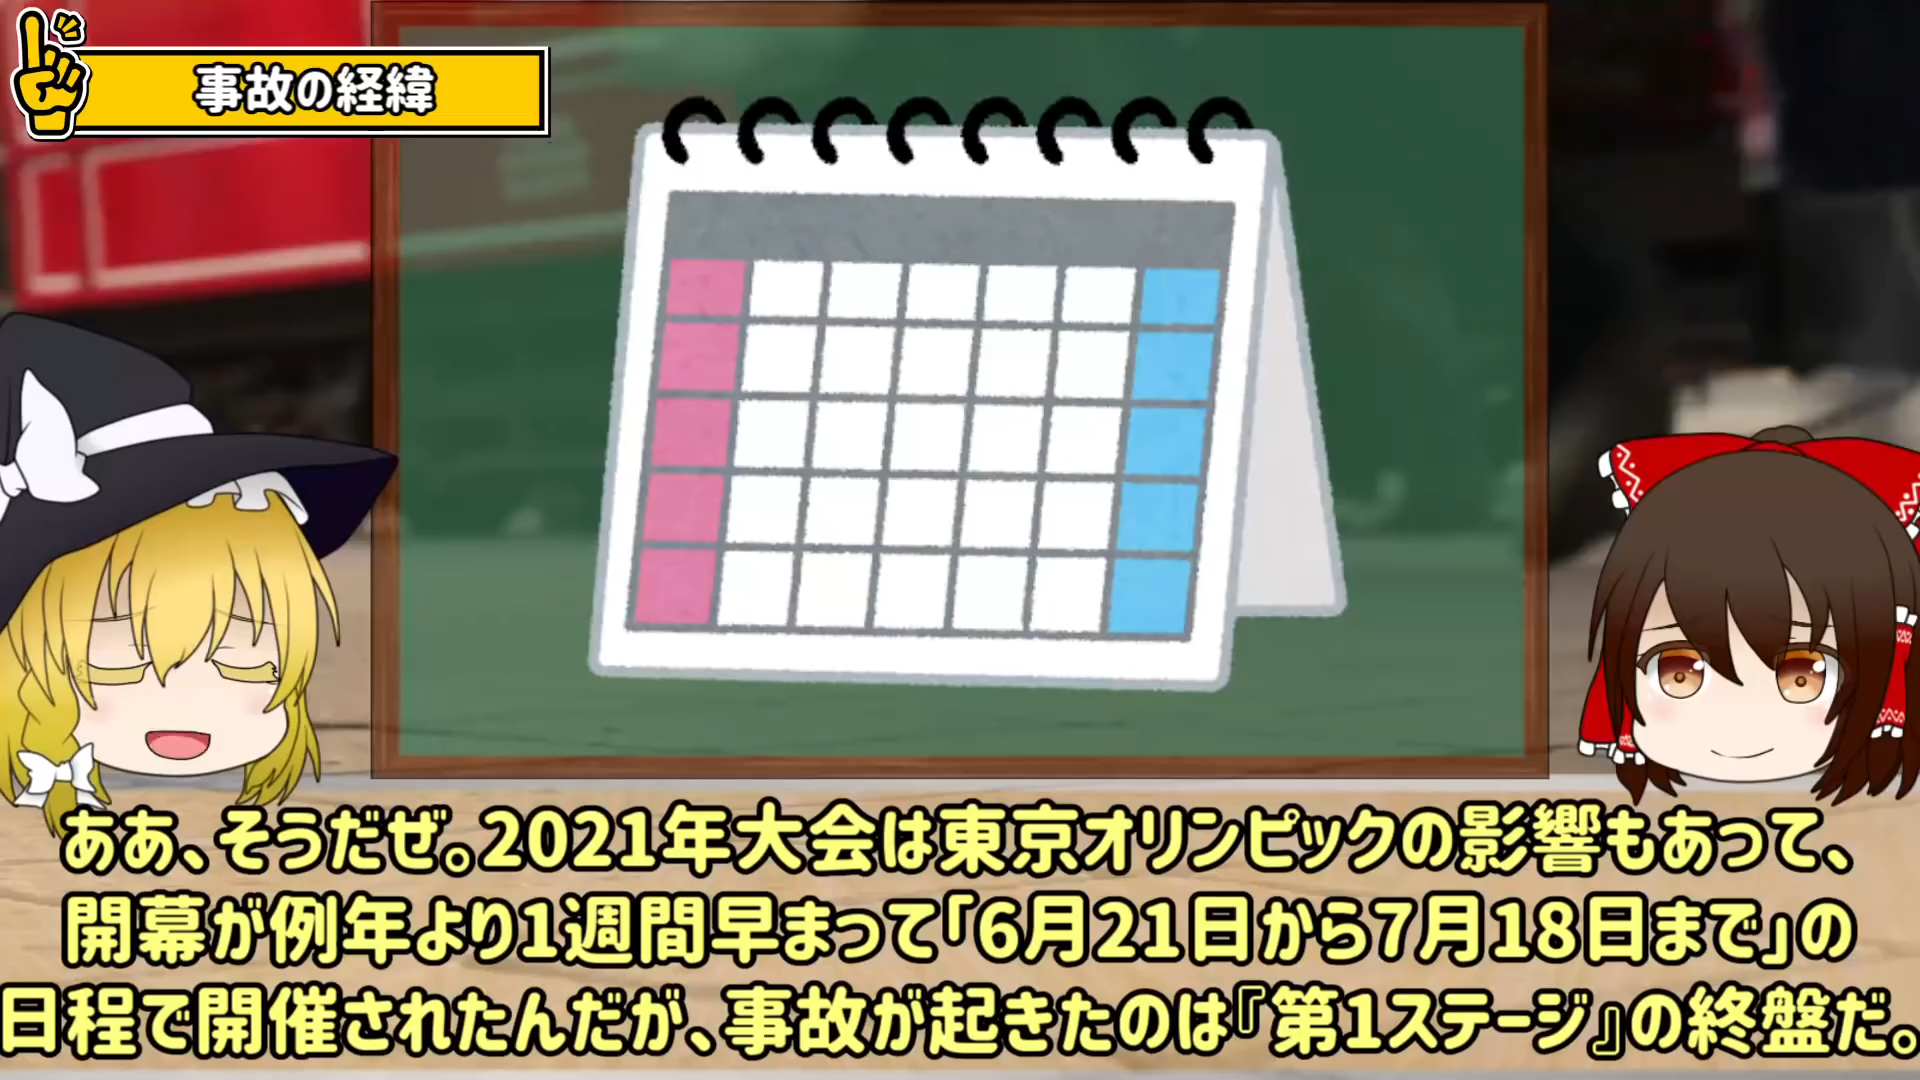 事故の経緯
ああ、そうだぜ。2021年大会は東京オリンピックの影響もあって、
開幕が例年より1週間早まって「6月21日から7月18日まで」の
日程で開催されたんだが、事故が起きたのは『第1ステージ』の終盤だ。